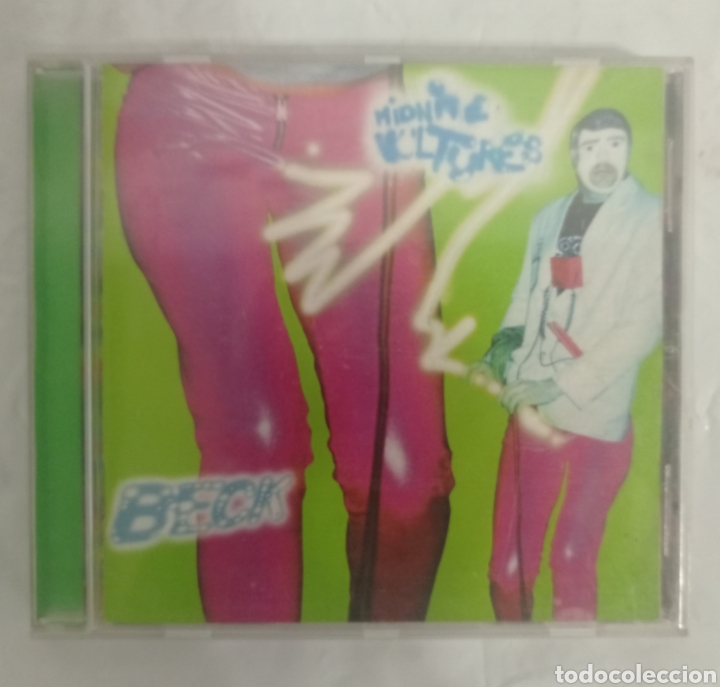 MIDNITE
VULTURES
BECK
todocoleccion